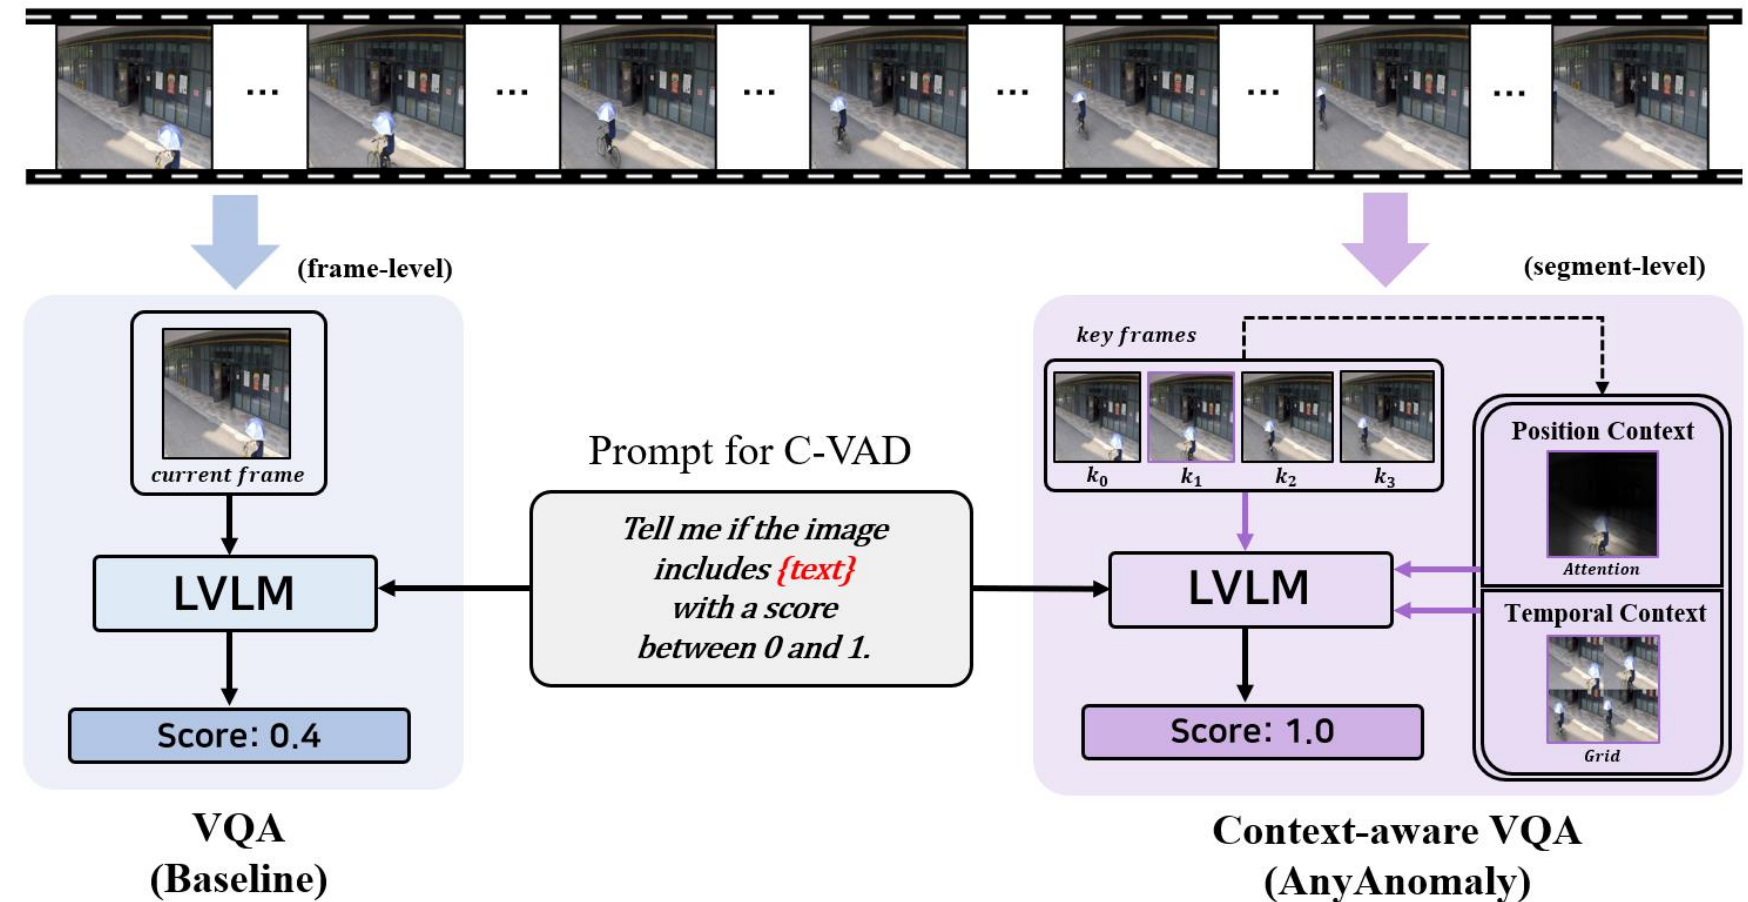 ...
...
...
...
...
...
(frame-level)
(segment-level)
current frame
LVLM
Score: 0.4
VQA
(Baseline)
Prompt for C-VAD
Tell me if the image
includes {text}
with a score
between 0 and 1.
key frames
k₀ k₁ k₂ k₃
LVLM
Score: 1.0
Position Context
Attention
Temporal Context
Grid
Context-aware VQA
(AnyAnomaly)